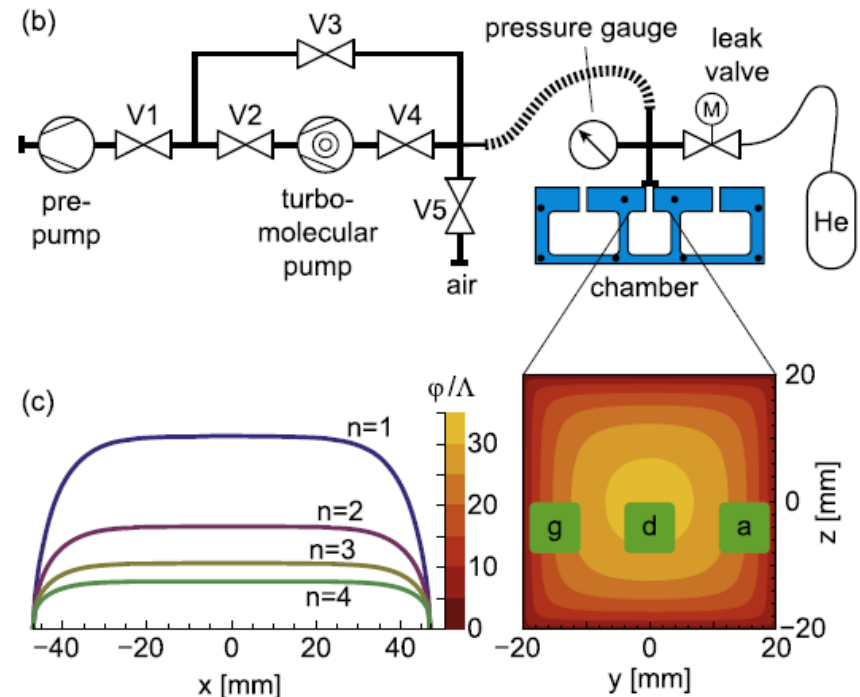 (b)
V3
pressure gauge
leak
valve
M
V1
V2
V4
pre-
pump
turbo-
molecular
pump
V5
air
chamber
He
(c)
φ/Λ
n=1
n=2
n=3
n=4
30
20
10
0
−40
−20
0
20
40
x [mm]
g
d
a
20
0
−20
z [mm]
−20
0
20
y [mm]